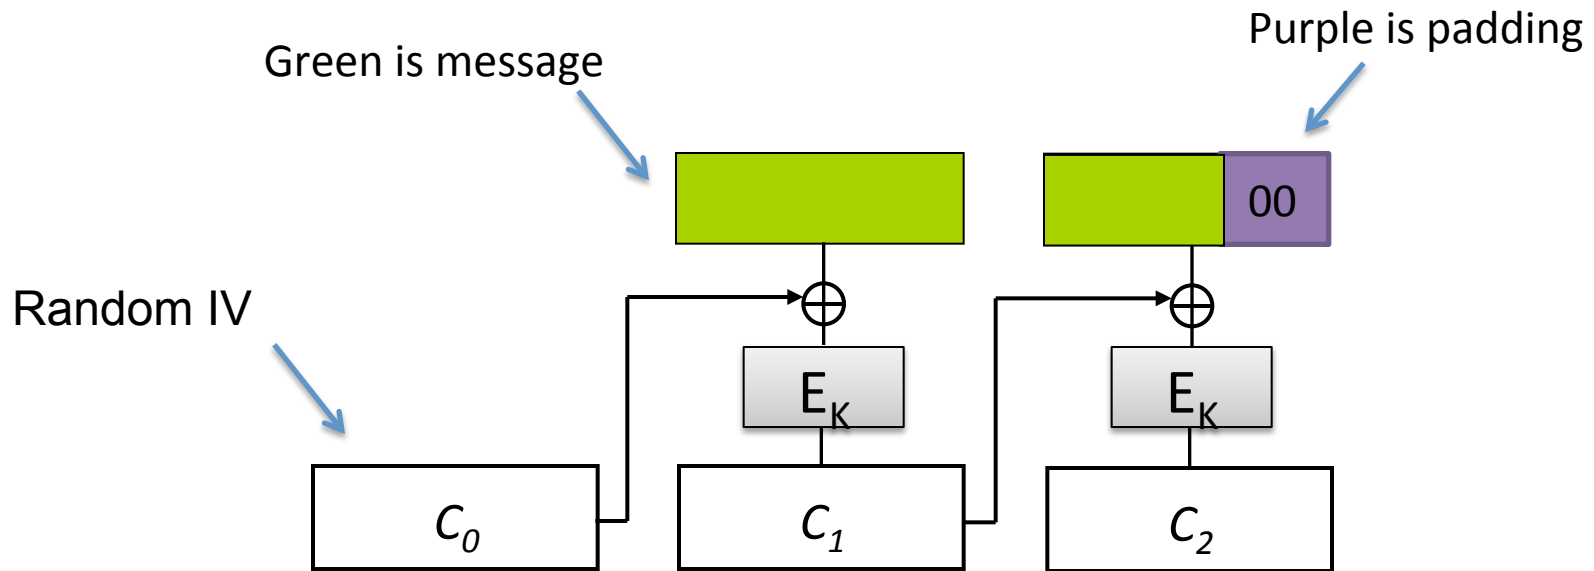 Purple is padding
Green is message
00
Random IV
E_K
E_K
C_0
C_1
C_2